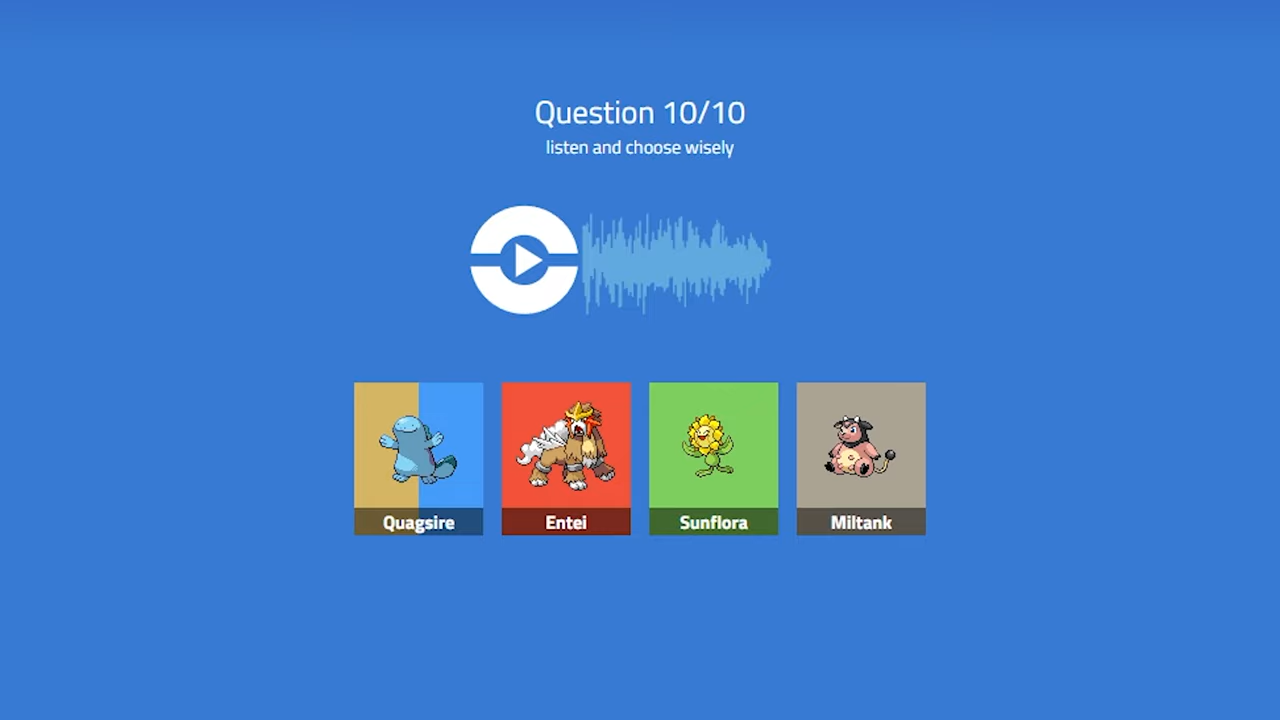 Question 10/10
listen and choose wisely
Quagsire
Entei
Sunflora
Miltank